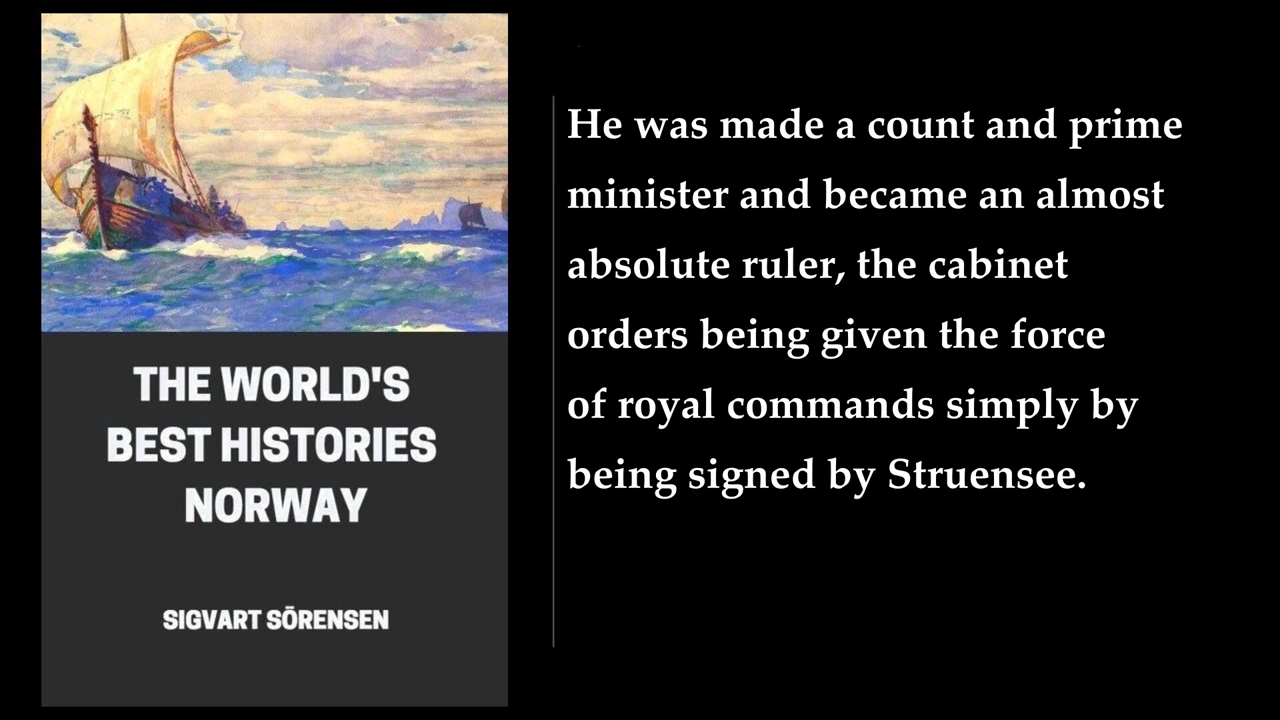 THE WORLD'S
BEST HISTORIES
NORWAY
SIGVART SÖRENSEN
He was made a count and prime
minister and became an almost
absolute ruler, the cabinet
orders being given the force
of royal commands simply by
being signed by Struensee.